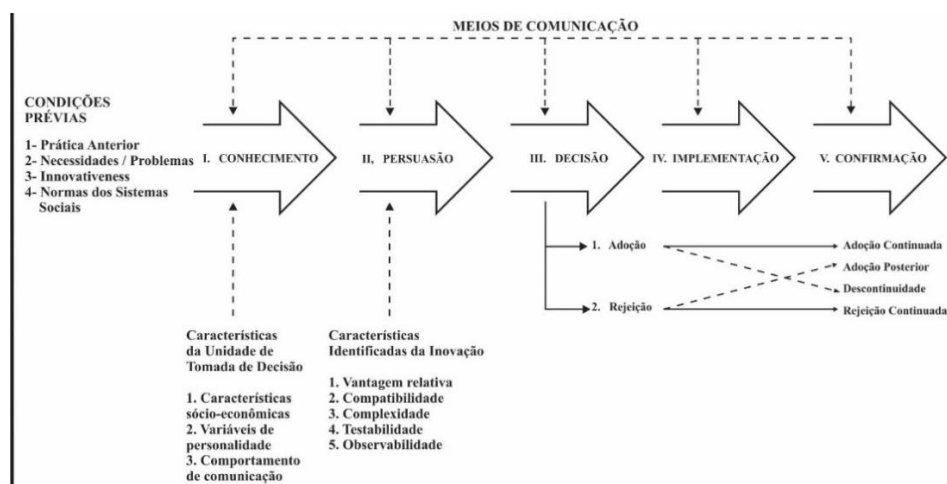 MEIOS DE COMUNICAÇÃO
CONDIÇÕES
PRÉVIAS
1- Prática Anterior
2- Necessidades / Problemas
3- Innovativeness
4- Normas dos Sistemas
Sociais
I. CONHECIMENTO
II, PERSUASÃO
III. DECISÃO
IV. IMPLEMENTAÇÃO
V. CONFIRMAÇÃO
1. Adoção
2. Rejeição
Adoção Continuada
Adoção Posterior
Descontinuidade
Rejeição Continuada
Características
da Unidade de
Tomada de Decisão
1. Características
sócio-econômicas
2. Variáveis de
personalidade
3. Comportamento
de comunicação
Características
Identificadas da Inovação
1. Vantagem relativa
2. Compatibilidade
3. Complexidade
4. Testabilidade
5. Observabilidade